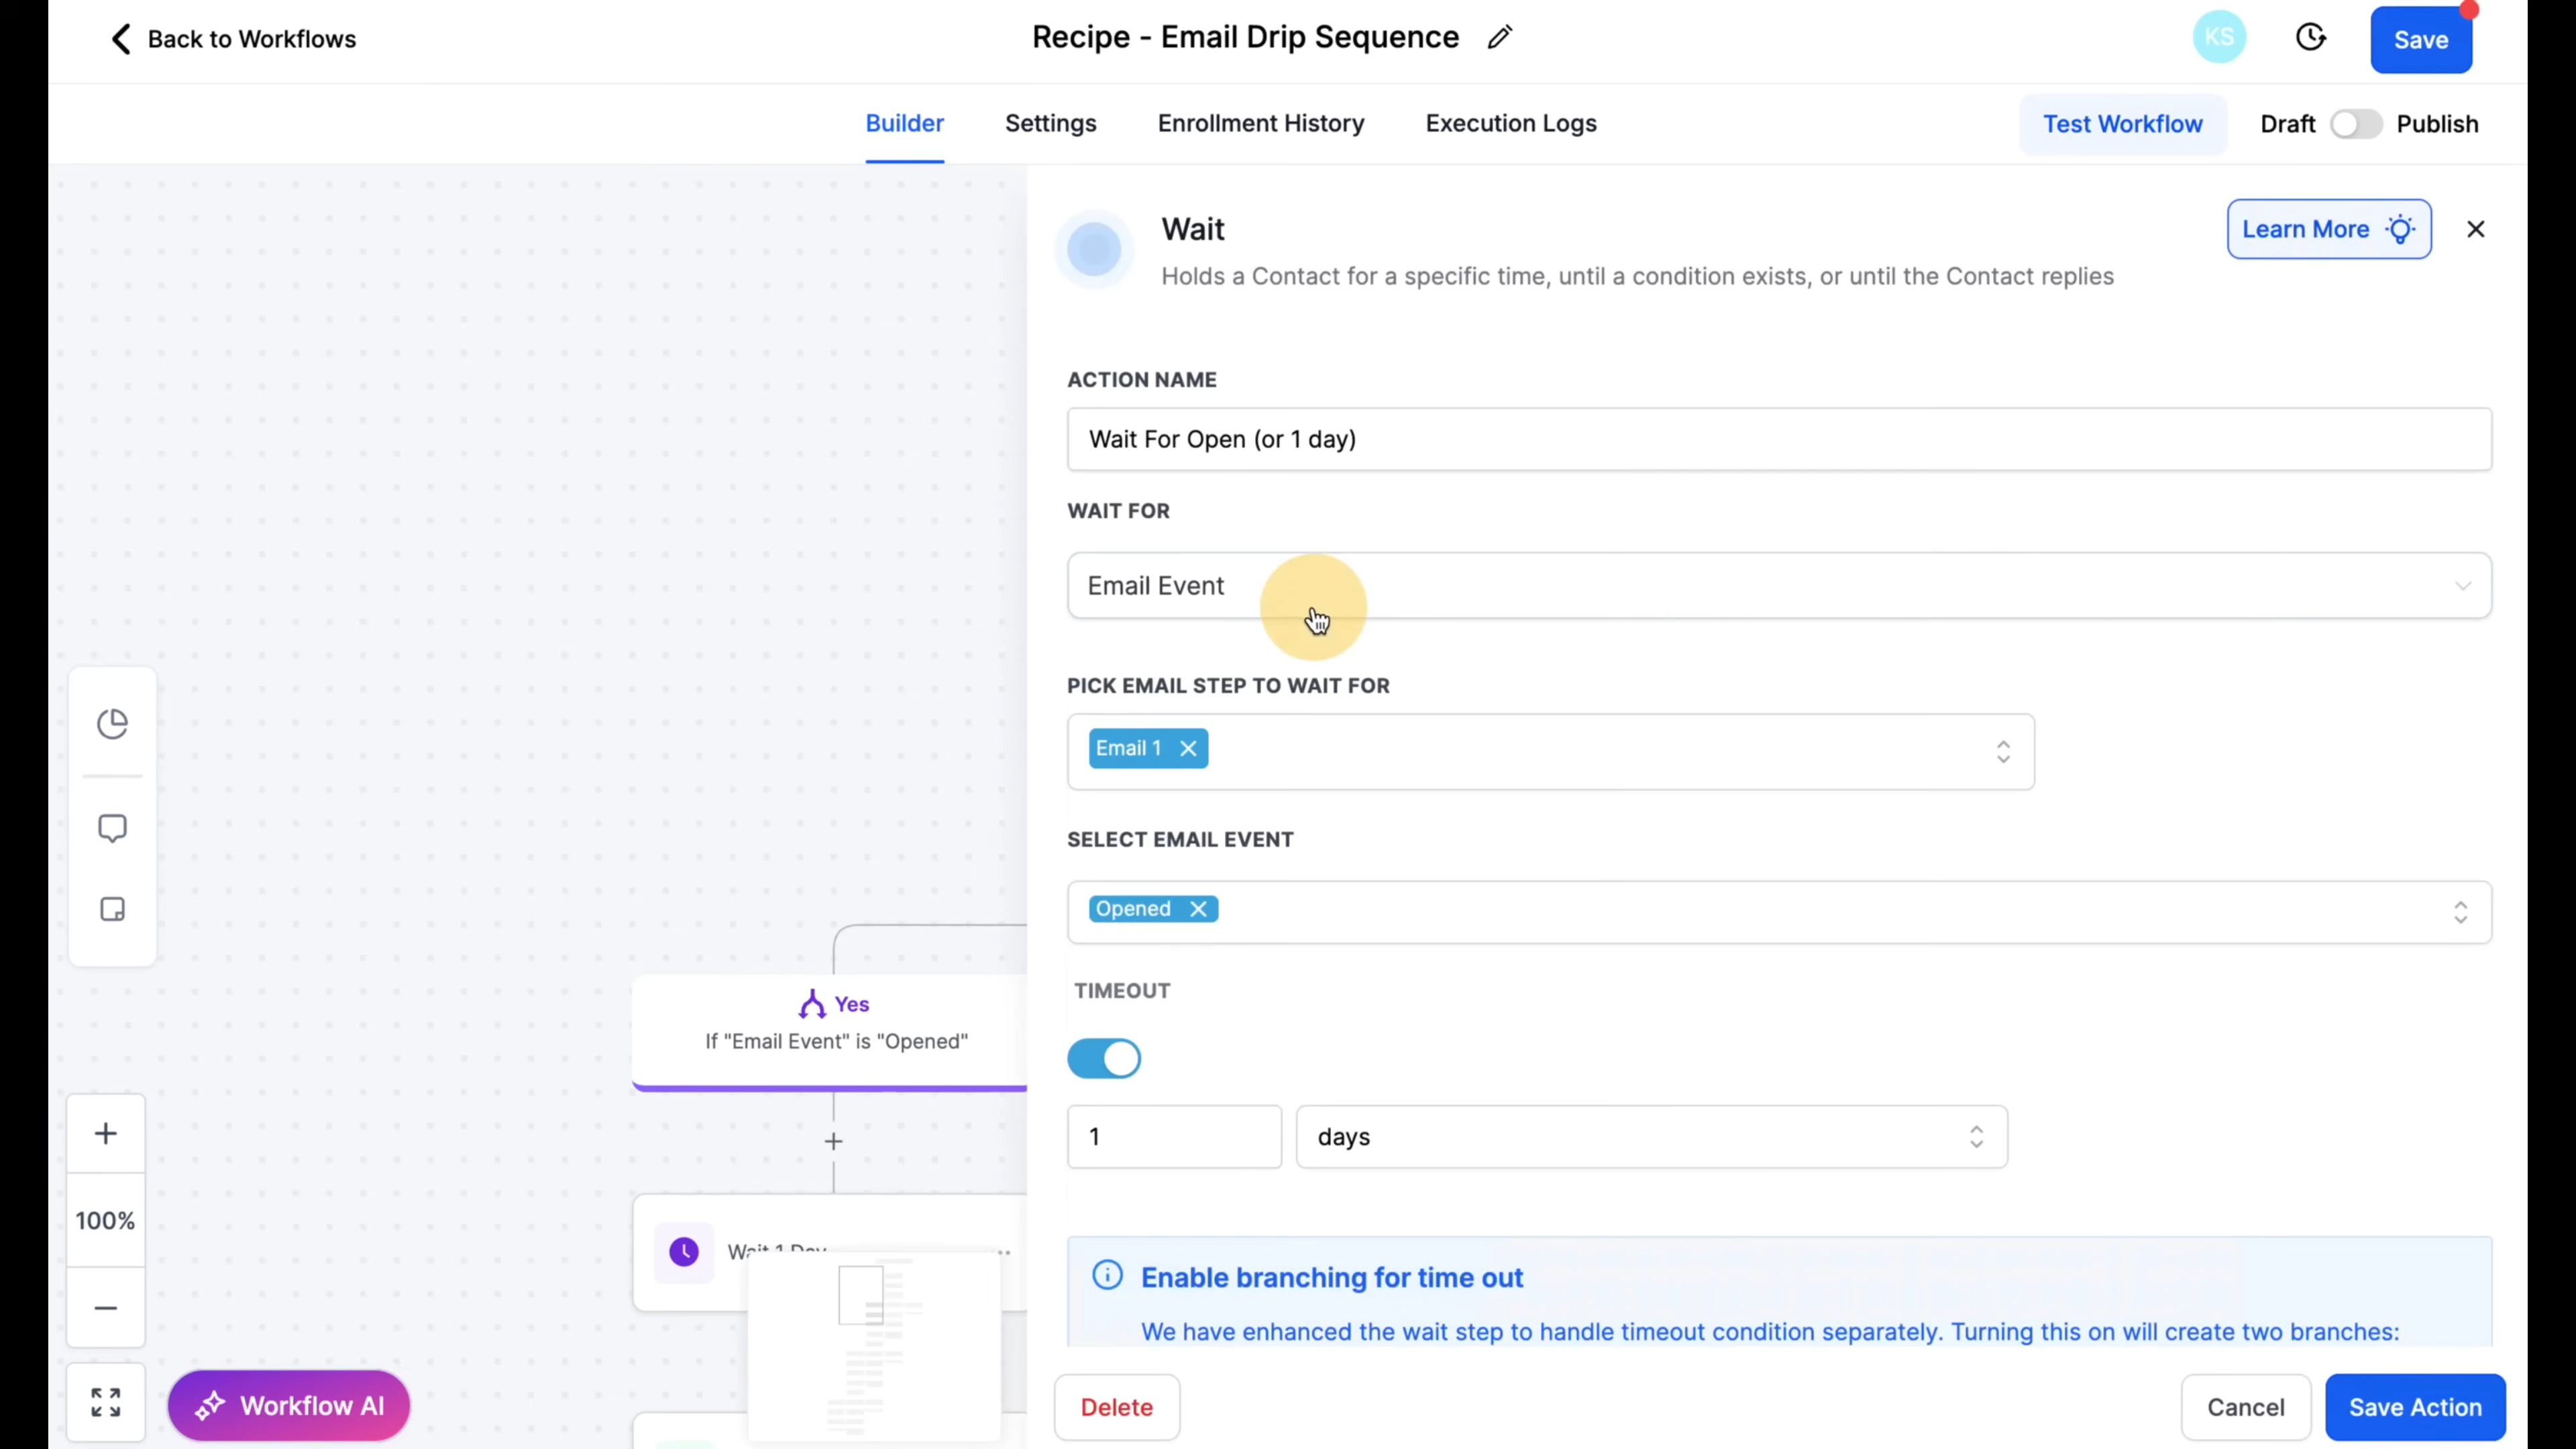 Back to Workflows
Recipe - Email Drip Sequence
KS
Save
Builder
Settings
Enrollment History
Execution Logs
Test Workflow
Draft
Publish
Wait
Learn More
Holds a Contact for a specific time, until a condition exists, or until the Contact replies
ACTION NAME
Wait For Open (or 1 day)
WAIT FOR
Email Event
PICK EMAIL STEP TO WAIT FOR
Email 1
SELECT EMAIL EVENT
Opened
TIMEOUT
1
days
Enable branching for time out
We have enhanced the wait step to handle timeout condition separately. Turning this on will create two branches:
Delete
Cancel
Save Action
Yes
If "Email Event" is "Opened"
Wait 1 Day
100%
Workflow AI